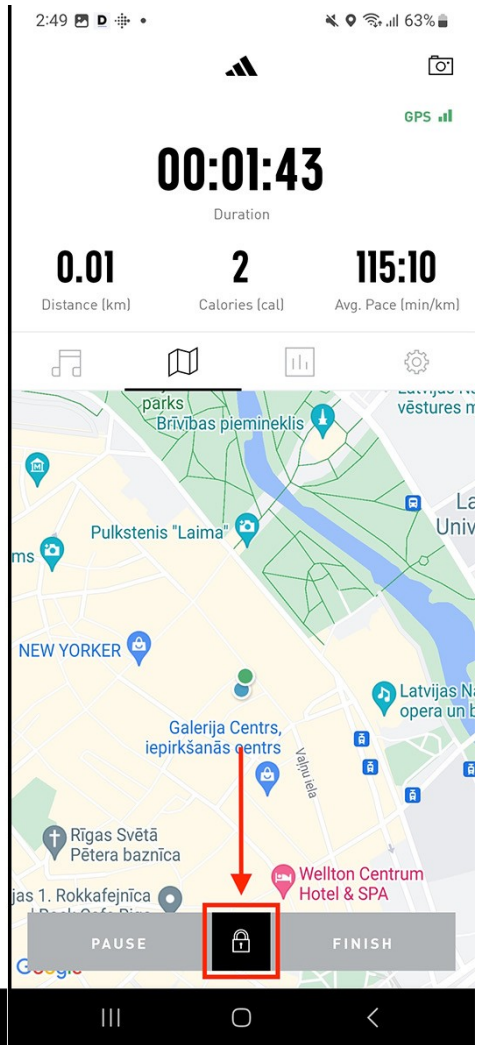 2:49 D 63%
GPS
00:01:43
Duration
0.01 2 115:10
Distance (km) Calories (cal) Avg. Pace (min/km)
parks
Brīvības piemineklis
vēstures m
Pulkstenis "Laima"
La
Univ
ms
NEW YORKER
Latvijas Na
opera un b
Galerija Centrs,
iepirkšanās centrs
Vaļņu iela
Rīgas Svētā
Pētera baznīca
Wellton Centrum
Hotel & SPA
jas 1. Rokkafejnīca
PAUSE FINISH
Google